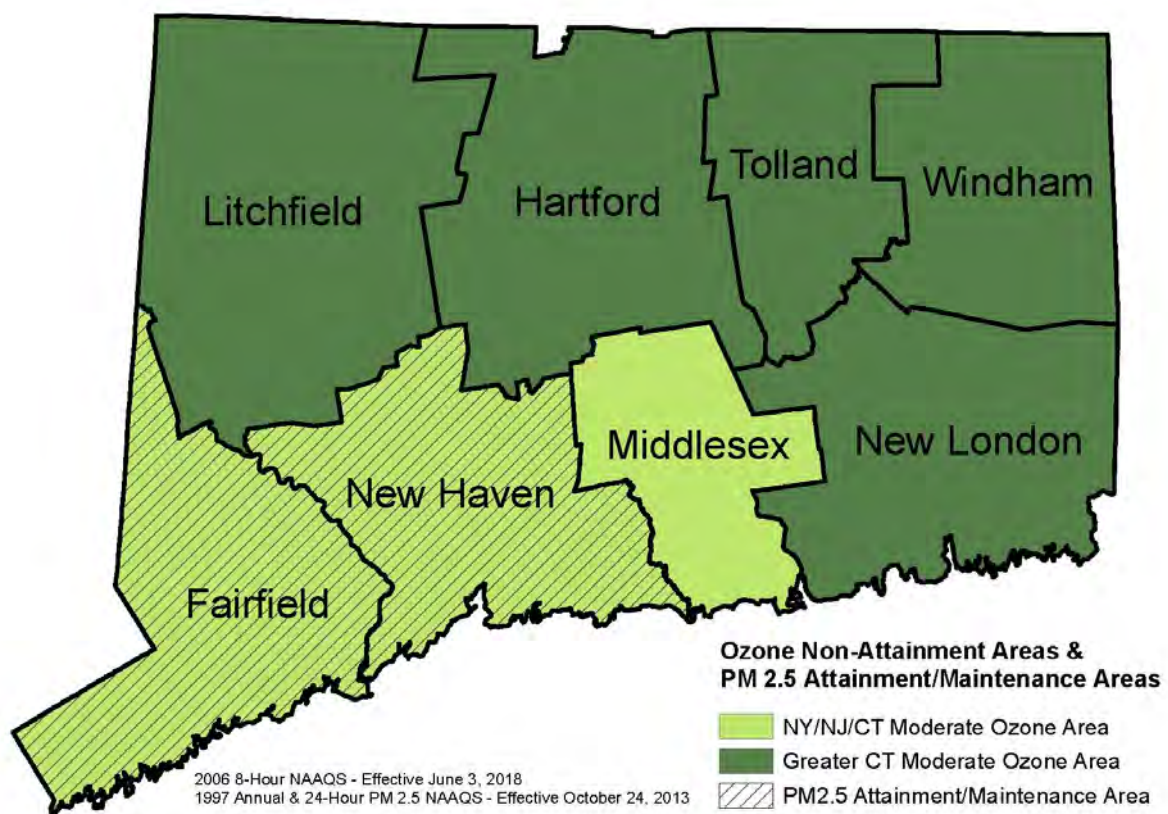 Litchfield
Hartford
Tolland
Windham
Middlesex
New London
New Haven
Fairfield
Ozone Non-Attainment Areas &
PM 2.5 Attainment/Maintenance Areas
NY/NJ/CT Moderate Ozone Area
Greater CT Moderate Ozone Area
PM2.5 Attainment/Maintenance Area
2006 8-Hour NAAQS - Effective June 3, 2018
1997 Annual & 24-Hour PM 2.5 NAAQS - Effective October 24, 2013